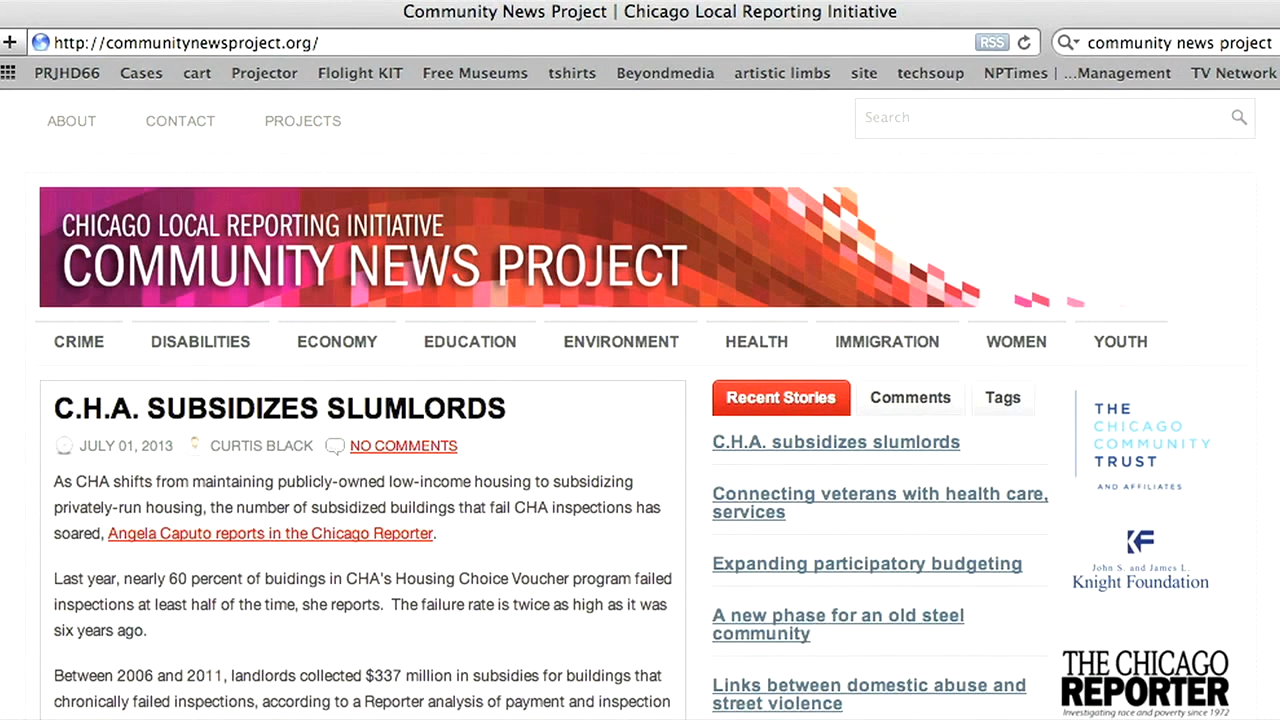 Community News Project | Chicago Local Reporting Initiative
+ http://communitynewsproject.org/ RSS community news project
PRJHD66 Cases cart Projector Flolight KIT Free Museums tshirts Beyondmedia artistic limbs site techsoup NPTimes | ...Management TV Network
ABOUT CONTACT PROJECTS
Search
CHICAGO LOCAL REPORTING INITIATIVE
COMMUNITY NEWS PROJECT
CRIME DISABILITIES ECONOMY EDUCATION ENVIRONMENT HEALTH IMMIGRATION WOMEN YOUTH
C.H.A. SUBSIDIZES SLUMLORDS
JULY 01, 2013 CURTIS BLACK NO COMMENTS
As CHA shifts from maintaining publicly-owned low-income housing to subsidizing
privately-run housing, the number of subsidized buildings that fail CHA inspections has
soared, Angela Caputo reports in the Chicago Reporter.
Last year, nearly 60 percent of buidings in CHA's Housing Choice Voucher program failed
inspections at least half of the time, she reports. The failure rate is twice as high as it was
six years ago.
Between 2006 and 2011, landlords collected $337 million in subsidies for buildings that
chronically failed inspections, according to a Reporter analysis of payment and inspection
Recent Stories Comments Tags
C.H.A. subsidizes slumlords
Connecting veterans with health care,
services
Expanding participatory budgeting
A new phase for an old steel
community
Links between domestic abuse and
street violence
THE
CHICAGO
COMMUNITY
TRUST
AND AFFILIATES
John S. and James L.
Knight Foundation
THE CHICAGO
REPORTER
Investigating race and poverty since 1972